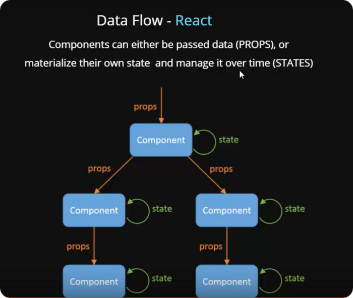 Data Flow - React
Components can either be passed data (PROPS), or
materialize their own state and manage it over time (STATES)
props
Component
state
props
props
Component
state
Component
state
props
props
Component
state
Component
state